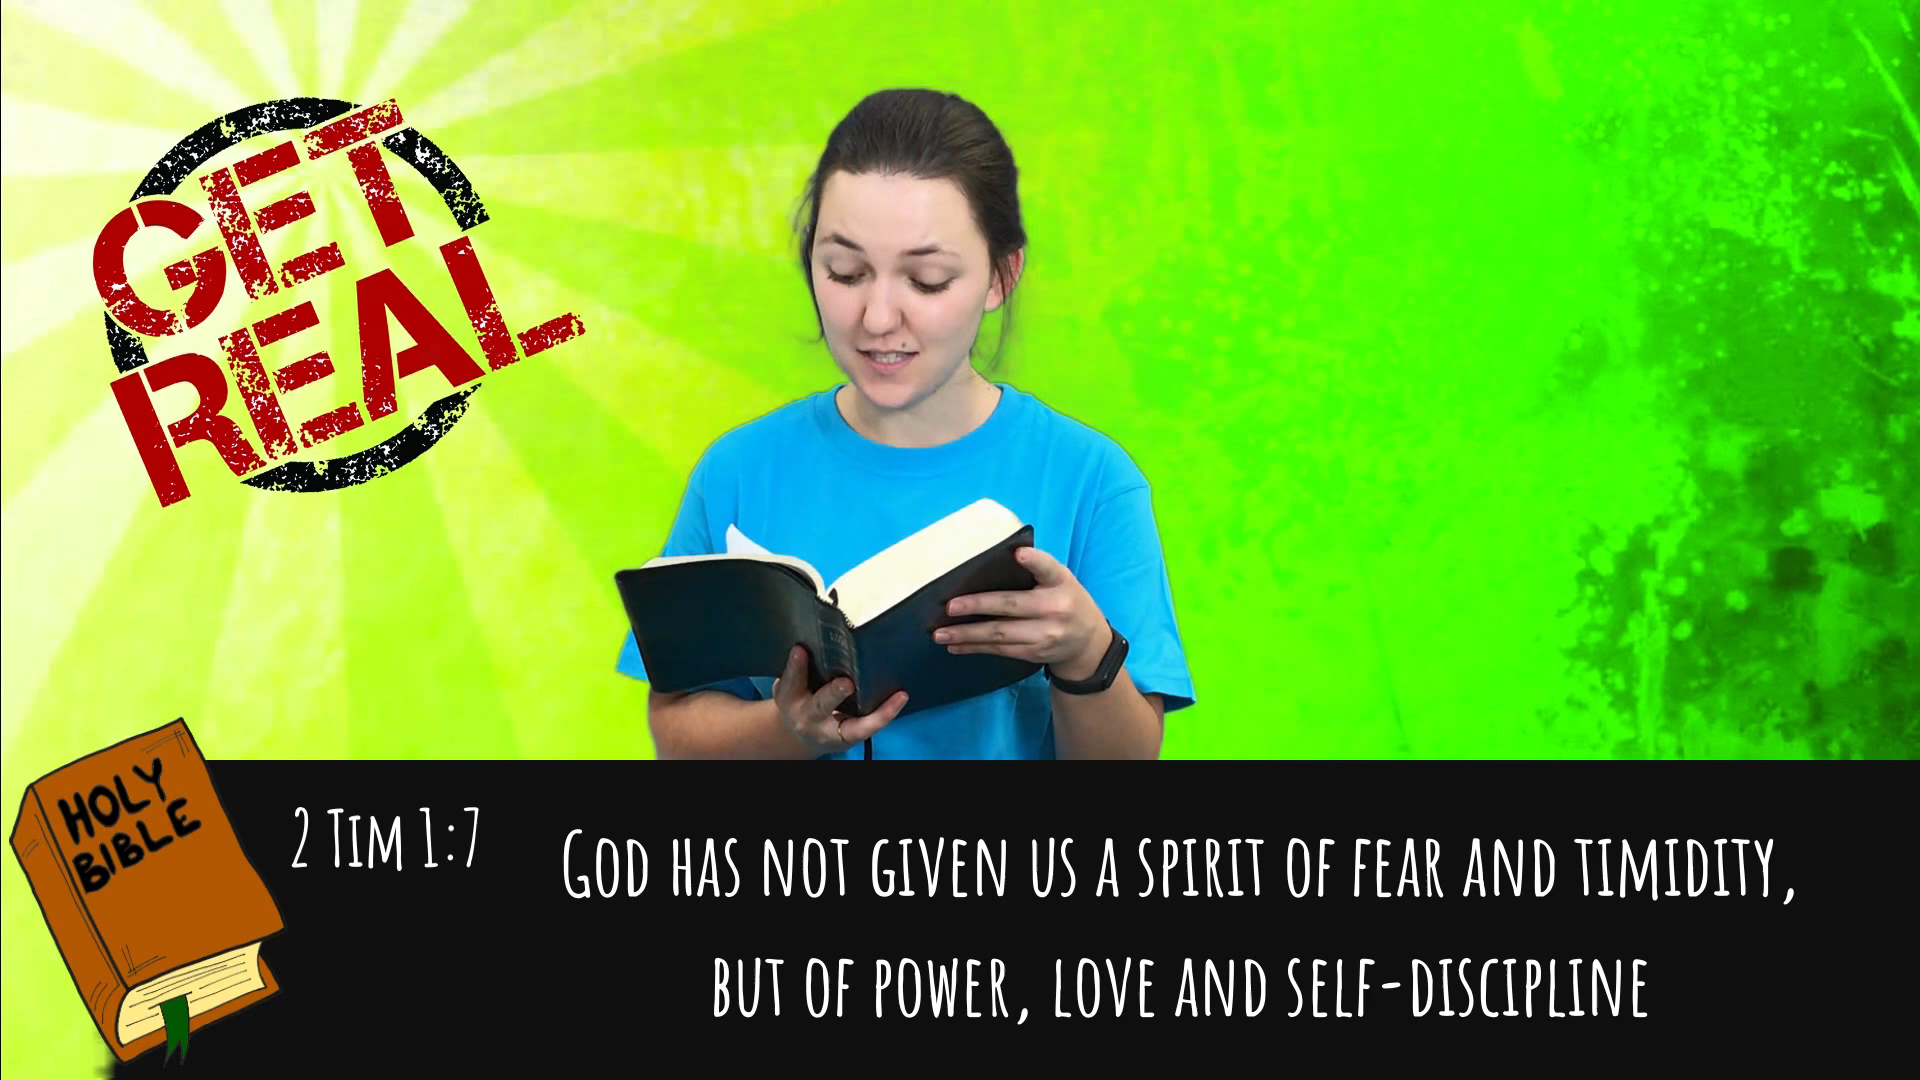 GET
REAL
HOLY
BIBLE
2 Tim 1:7
God has not given us a spirit of fear and timidity,
but of power, love and self-discipline